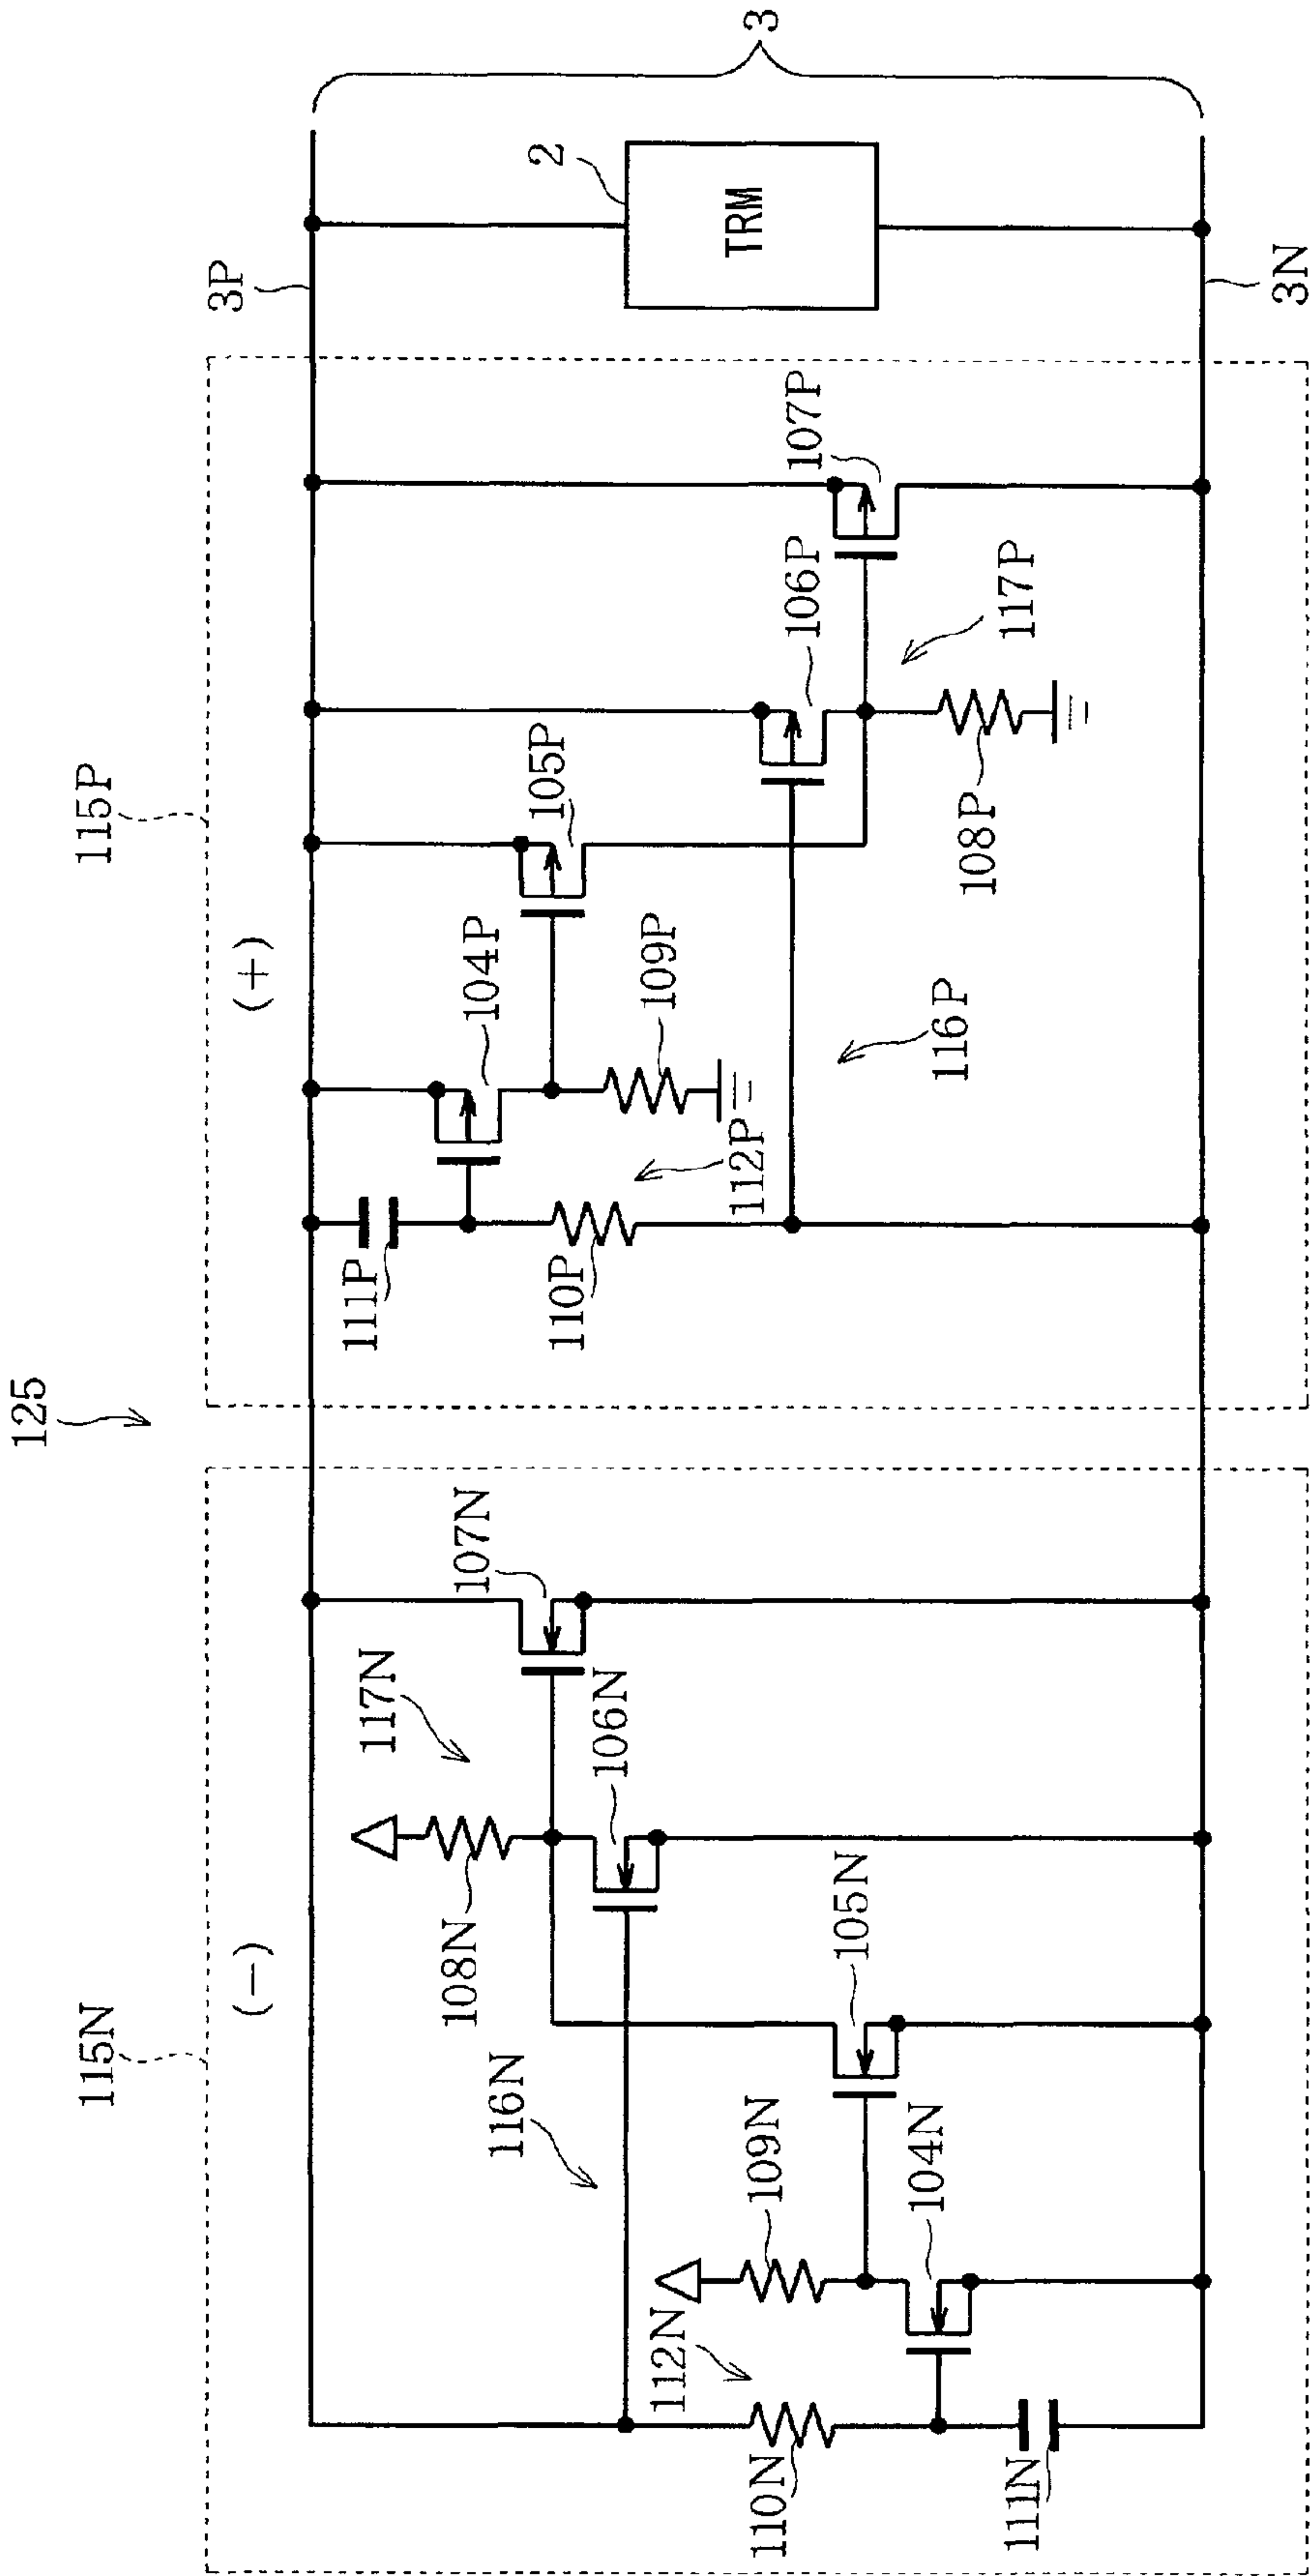 125
115N
115P
(−)
(+)
3P
3
107N
117N
106N
108N
116N
105N
109N
104N
112N
110N
111N
111P
104P
105P
110P
109P
112P
106P
107P
116P
117P
108P
2
TRM
3N